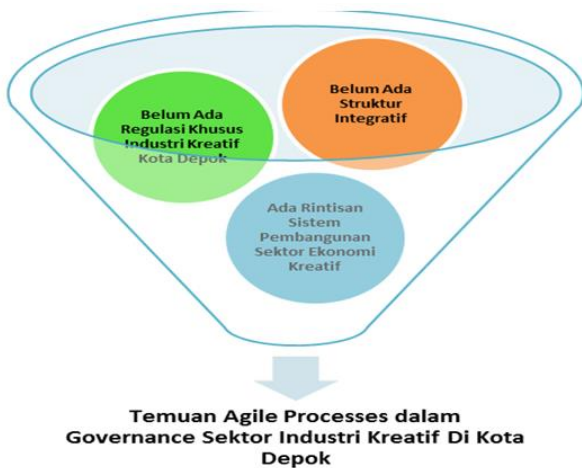 Belum Ada
Struktur
Integratif
Belum Ada
Regulasi Khusus
Industri Kreatif
Kota Depok
Ada Rintisan
Sistem
Pembangunan
Sektor Ekonomi
Kreatif
Temuan Agile Processes dalam
Governance Sektor Industri Kreatif Di Kota
Depok